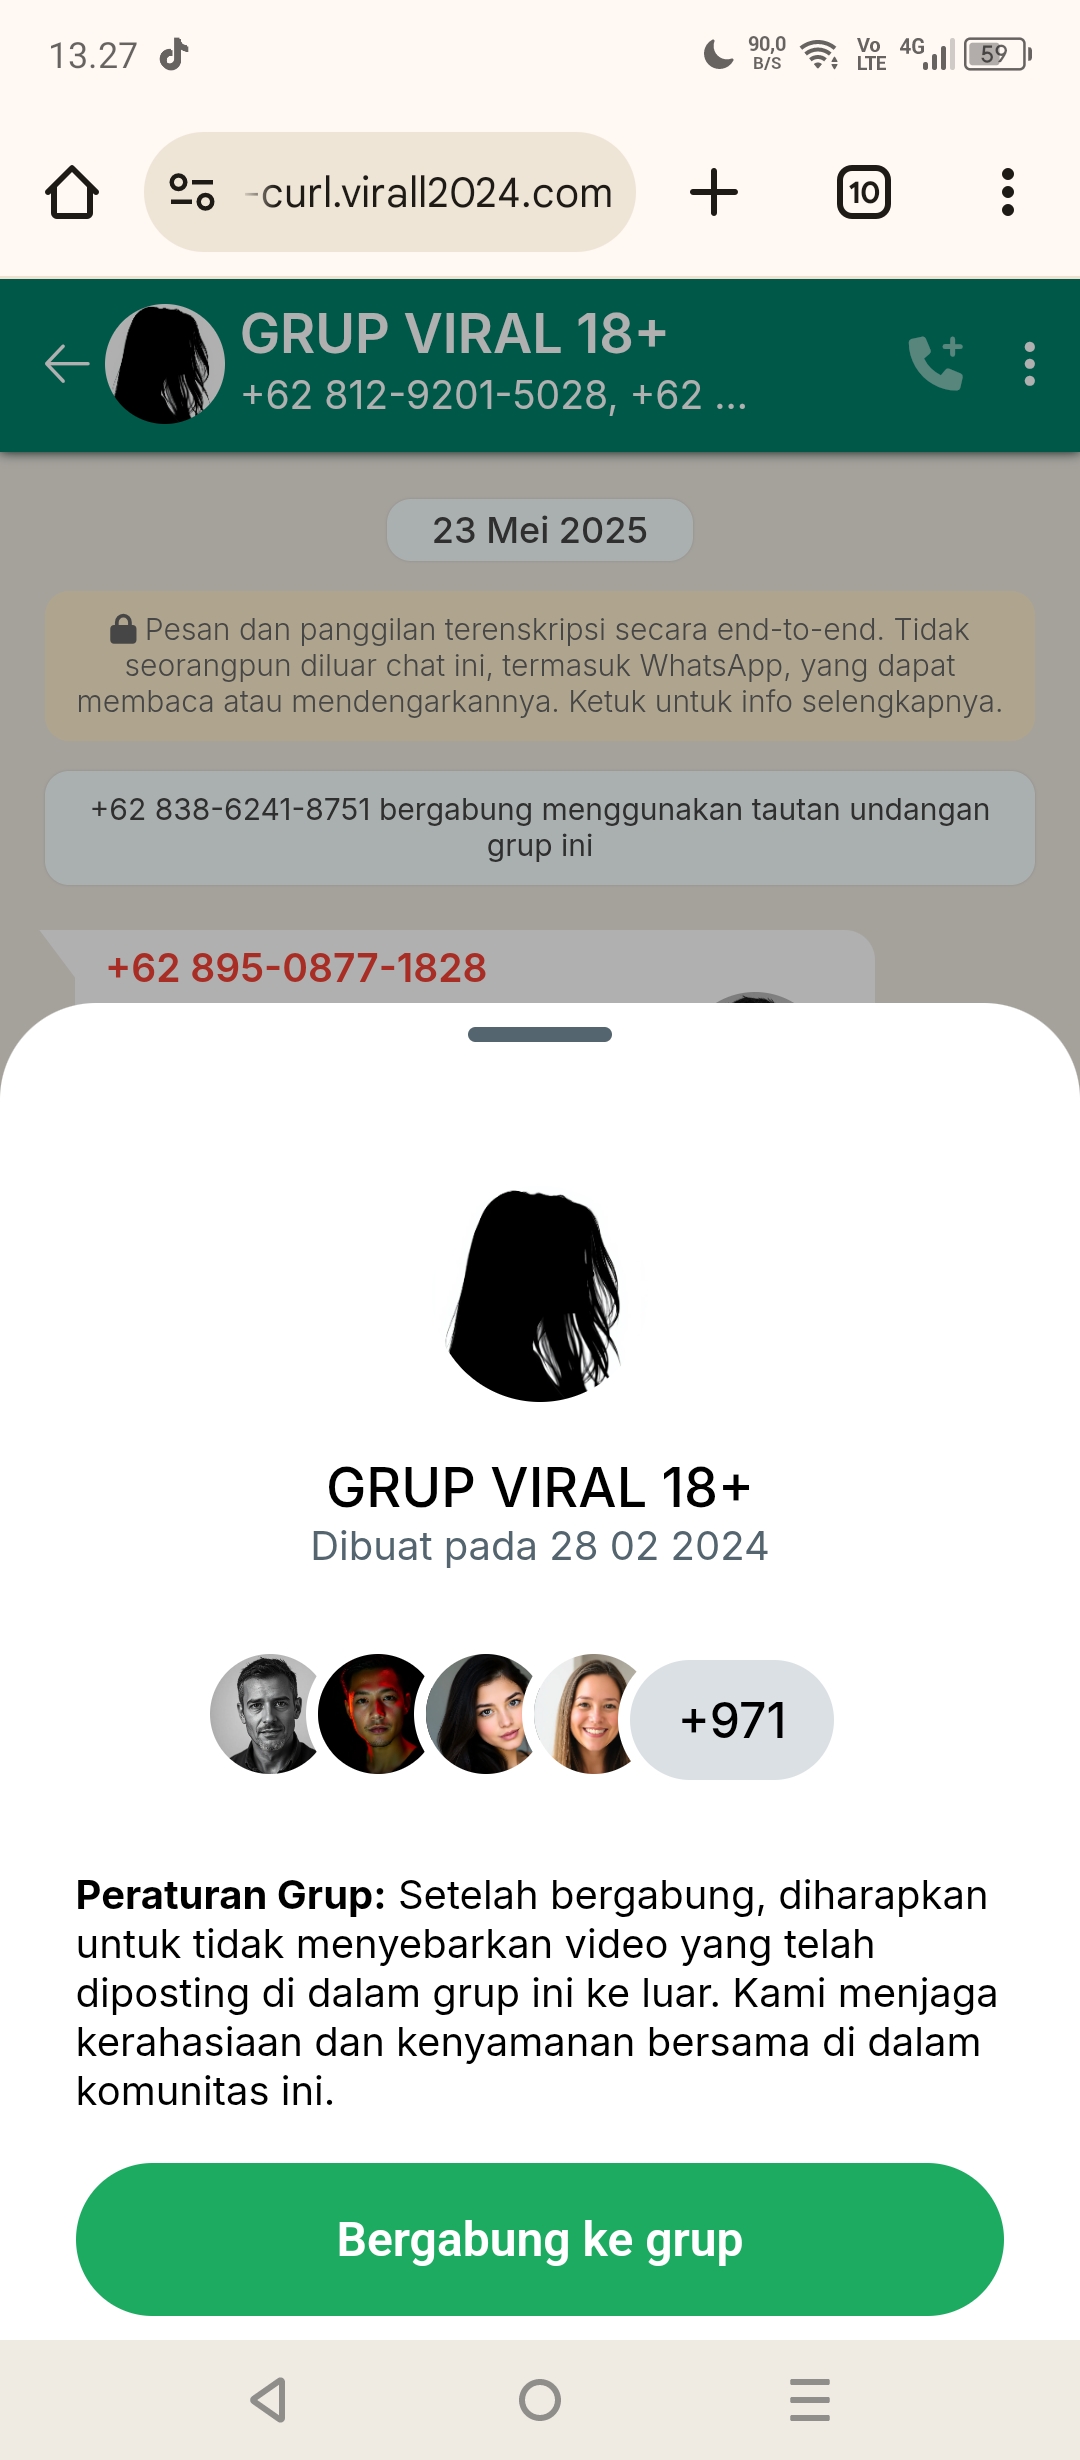 13.27
90,0
B/S
Vo
LTE
4G
59
-curl.virall2024.com
10
GRUP VIRAL 18+
+62 812-9201-5028, +62 ...
23 Mei 2025
Pesan dan panggilan terenskripsi secara end-to-end. Tidak
seorangpun diluar chat ini, termasuk WhatsApp, yang dapat
membaca atau mendengarkannya. Ketuk untuk info selengkapnya.
+62 838-6241-8751 bergabung menggunakan tautan undangan
grup ini
+62 895-0877-1828
GRUP VIRAL 18+
Dibuat pada 28 02 2024
+971
Peraturan Grup: Setelah bergabung, diharapkan
untuk tidak menyebarkan video yang telah
diposting di dalam grup ini ke luar. Kami menjaga
kerahasiaan dan kenyamanan bersama di dalam
komunitas ini.
Bergabung ke grup